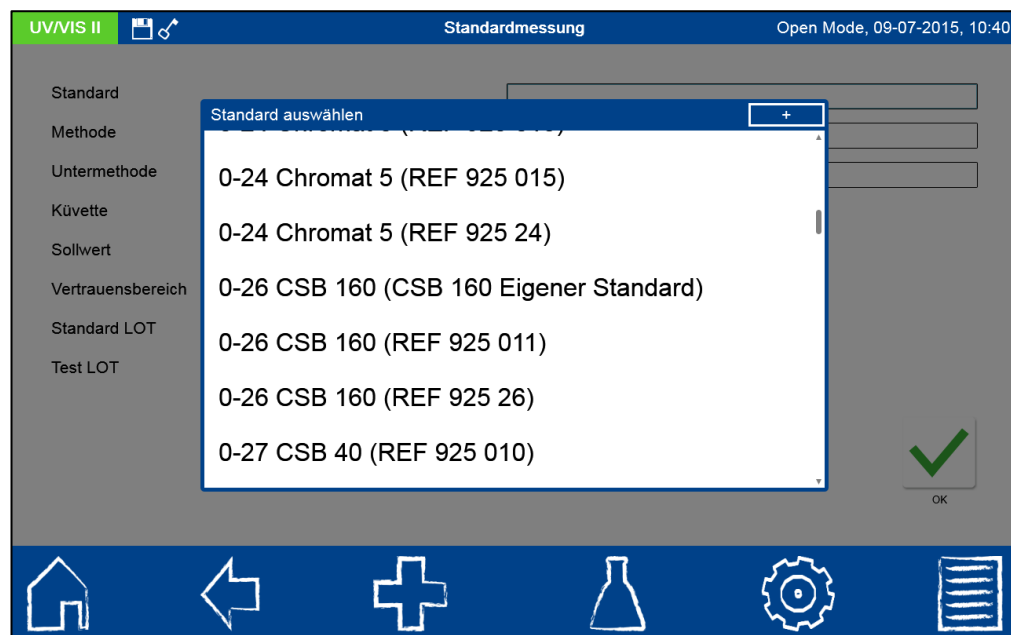 UV/VIS II Standardmessung Open Mode, 09-07-2015, 10:40
Standard
Methode
Untermethode
Küvette
Sollwert
Vertrauensbereich
Standard LOT
Test LOT
Standard auswählen +
0-24 Chromat 5 (REF 925 015)
0-24 Chromat 5 (REF 925 24)
0-26 CSB 160 (CSB 160 Eigener Standard)
0-26 CSB 160 (REF 925 011)
0-26 CSB 160 (REF 925 26)
0-27 CSB 40 (REF 925 010)
OK